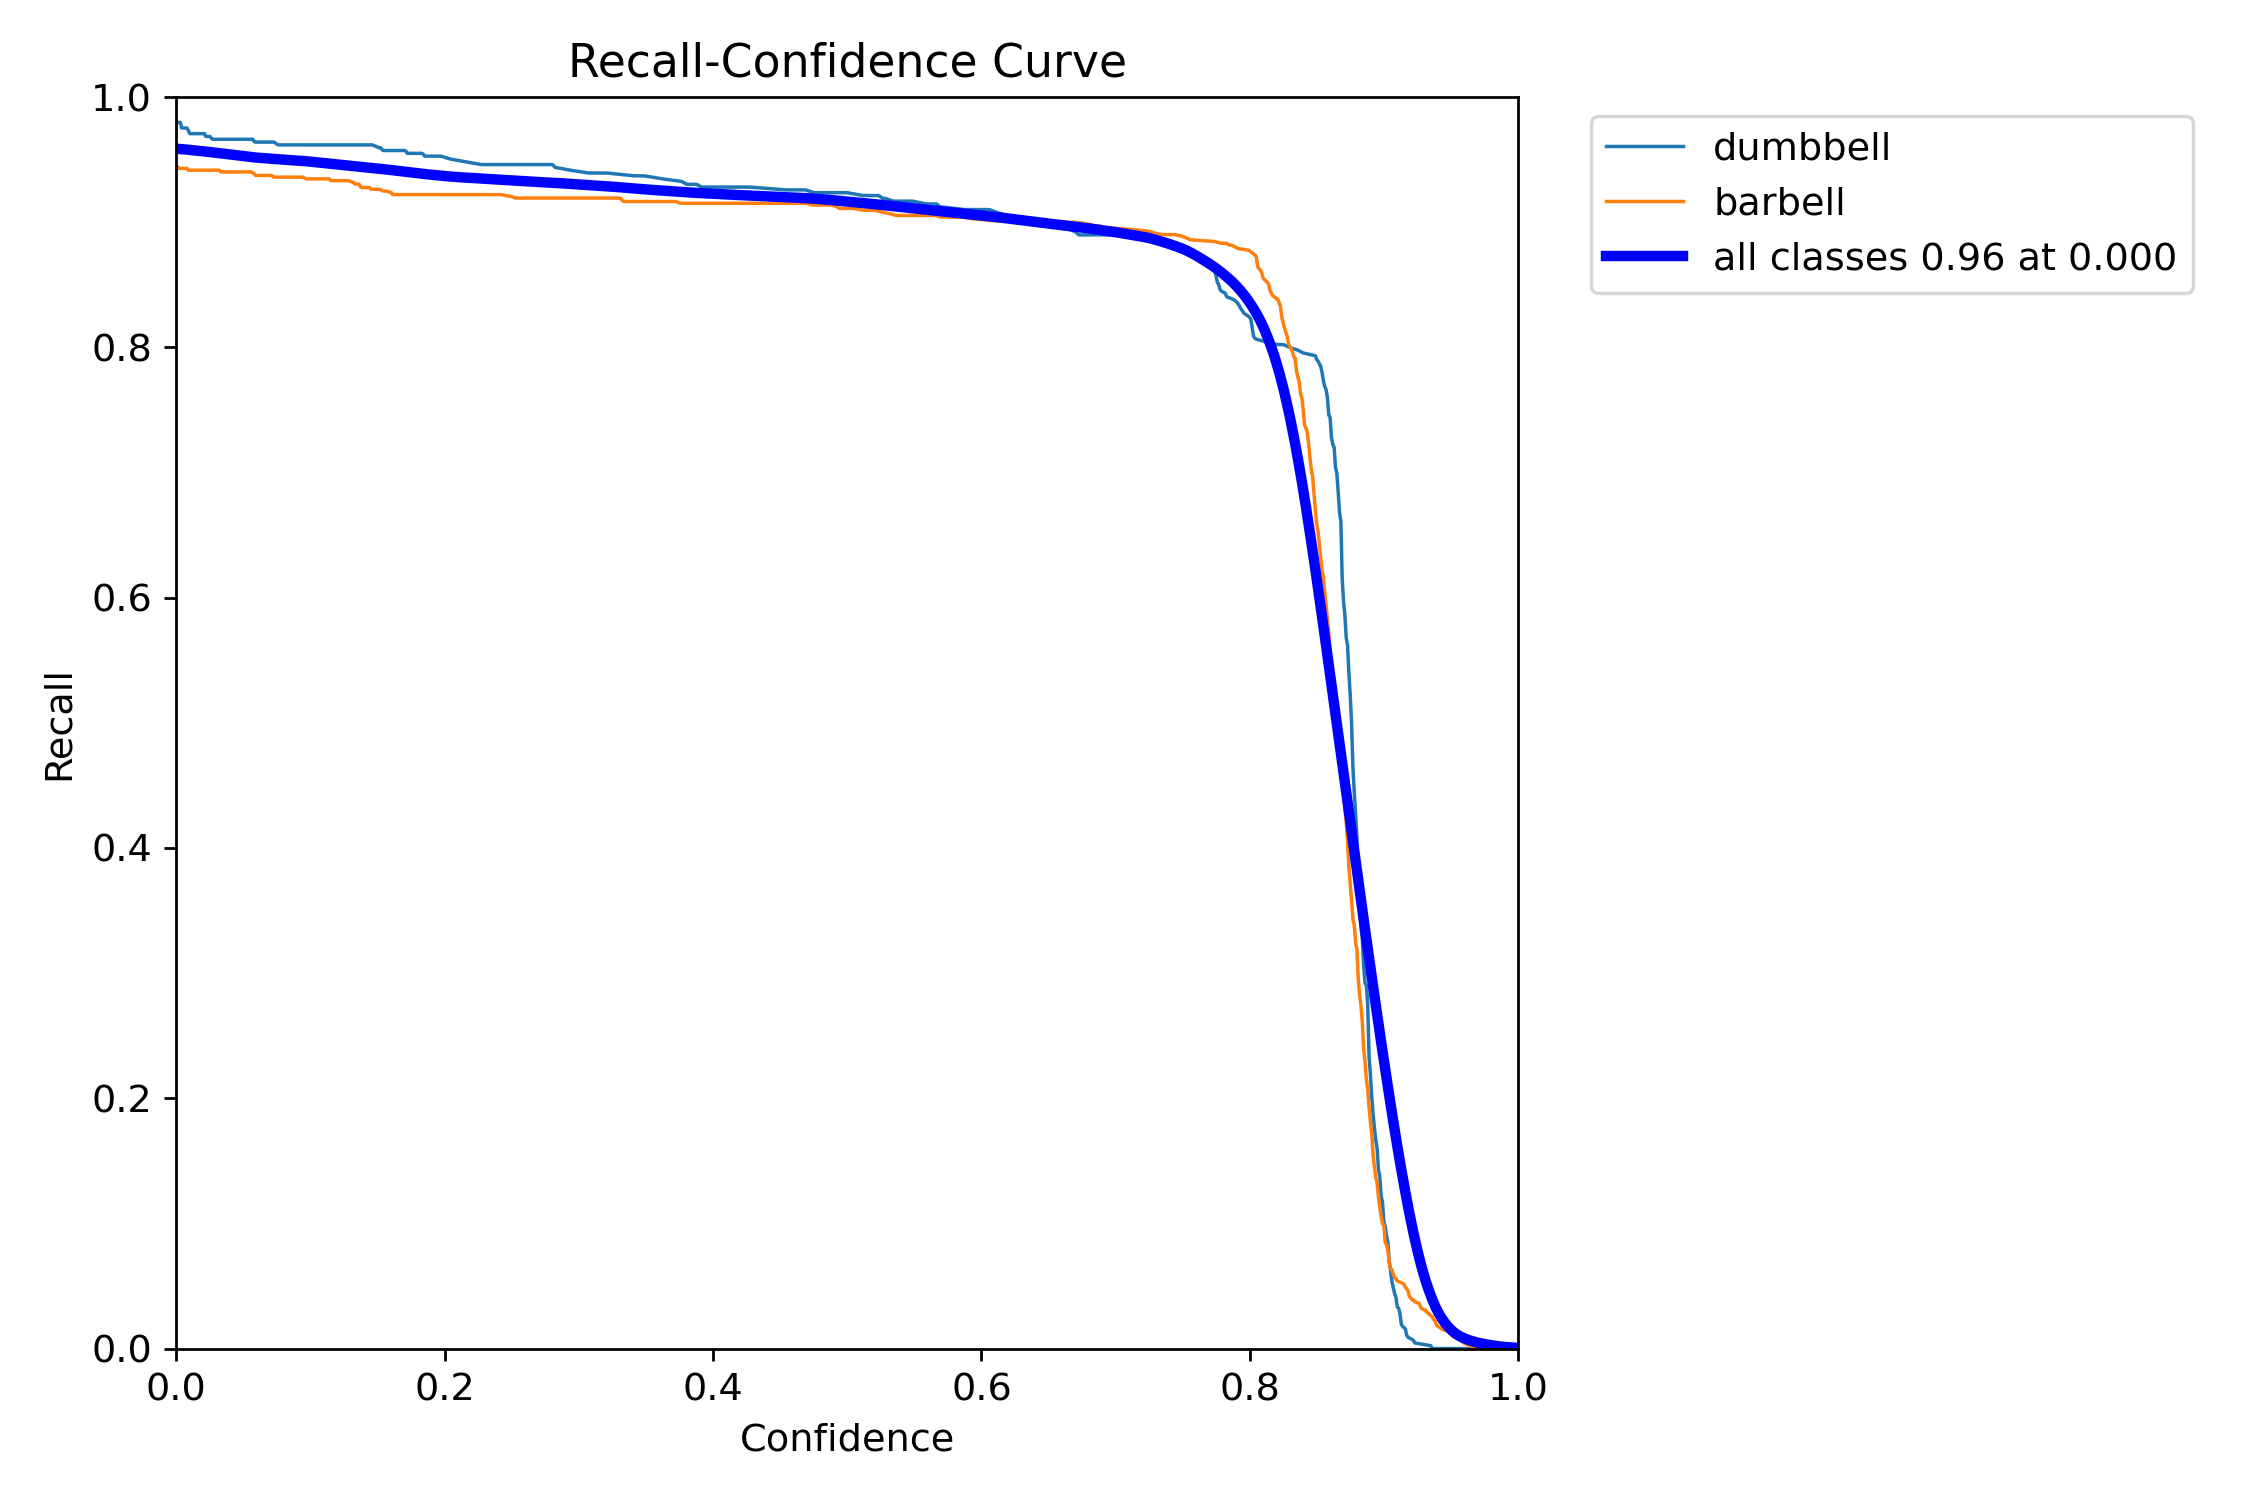 Recall-Confidence Curve
1.0
0.8
0.6
0.4
0.2
0.0
Recall
0.0 0.2 0.4 0.6 0.8 1.0
Confidence
dumbbell
barbell
all classes 0.96 at 0.000